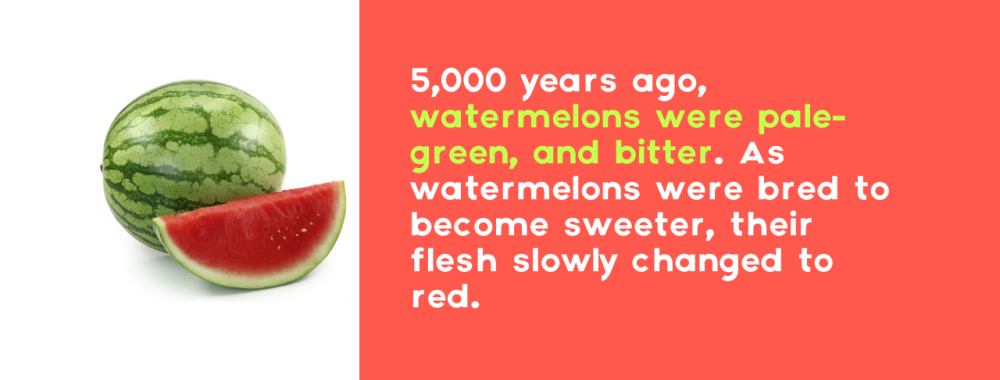 5,000 years ago,
watermelons were pale-
green, and bitter. As
watermelons were bred to
become sweeter, their
flesh slowly changed to
red.